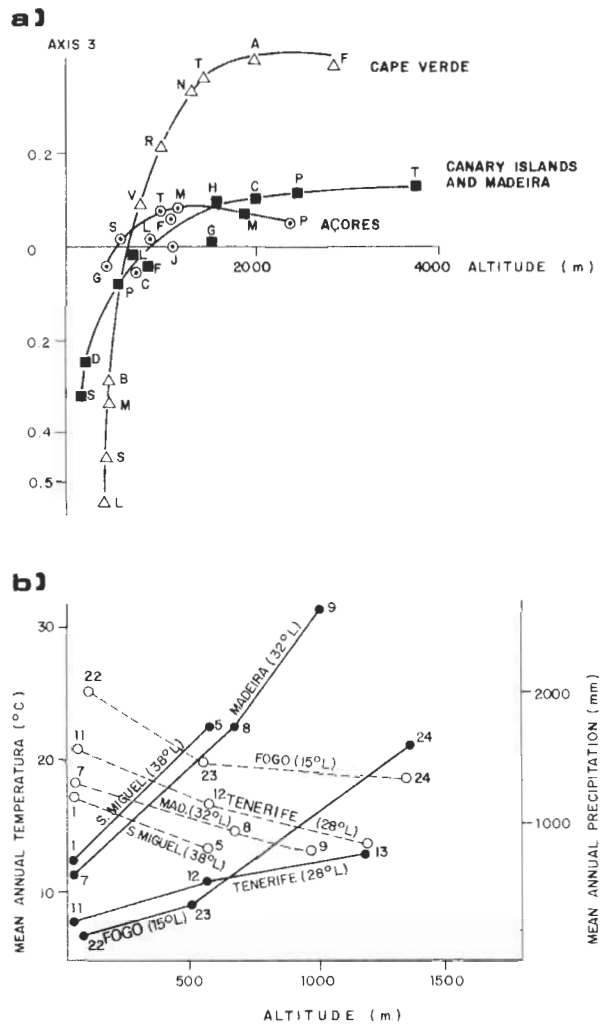 a)
AXIS 3
A
F
T
CAPE VERDE
N
R
0.2
V
T M
H C P
T
CANARY ISLANDS
AND MADEIRA
S
L F
M
P
AÇORES
G
0
2000
4000
ALTITUDE (m)
G
L
F
J
P
C
0.2
D
S
B
M
0.4
S
0.5
L
b)
MEAN ANNUAL TEMPERATURA (°C)
MEAN ANNUAL PRECIPITATION (mm)
30
20
10
2000
1000
9
MADEIRA (32°L)
22
5
8
24
11
S. MIGUEL (38°L)
23
FOGO (15°L)
24
7
12 TENERIFE (28°L)
1
MAD. (32°L)
8
S MIGUEL (38°L)
5
9
13
1
7
12
TENERIFE (28°L)
11
23
22 FOGO (15°L)
500
1000
1500
ALTITUDE (m.)